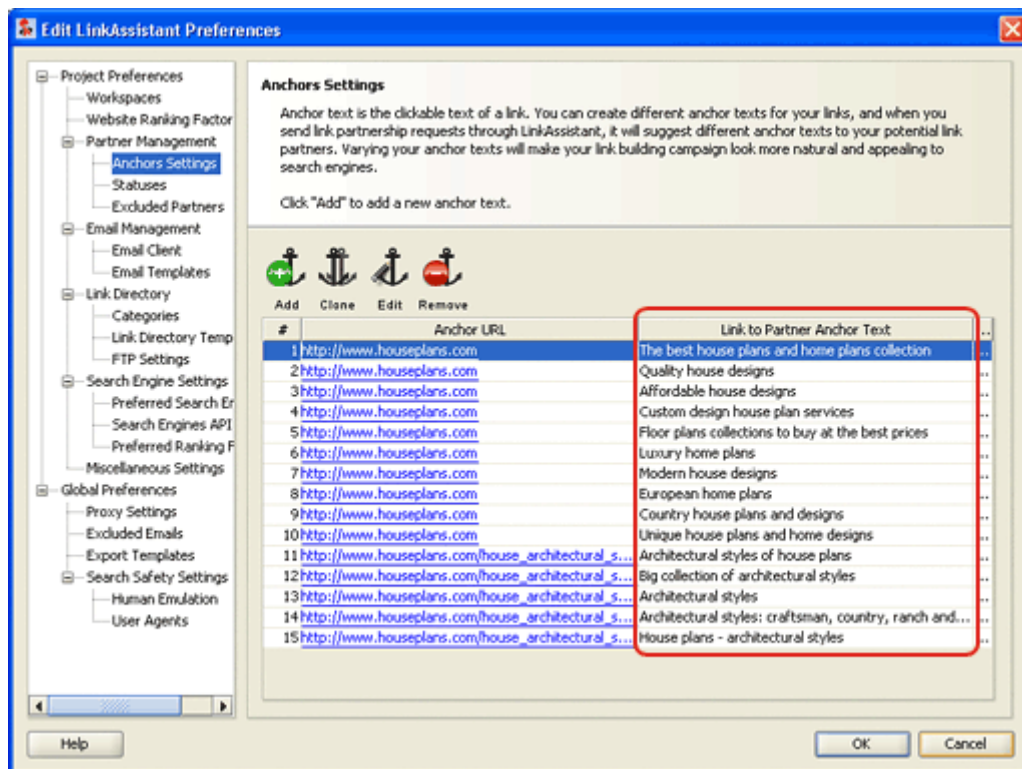 Edit LinkAssistant Preferences
Project Preferences
Workspaces
Website Ranking Factor
Partner Management
Anchors Settings
Statuses
Excluded Partners
Email Management
Email Client
Email Templates
Link Directory
Categories
Link Directory Temp
FTP Settings
Search Engine Settings
Preferred Search En
Search Engines API
Preferred Ranking F
Miscellaneous Settings
Global Preferences
Proxy Settings
Excluded Emails
Export Templates
Search Safety Settings
Human Emulation
User Agents
Anchors Settings
Anchor text is the clickable text of a link. You can create different anchor texts for your links, and when you
send link partnership requests through LinkAssistant, it will suggest different anchor texts to your potential link
partners. Varying your anchor texts will make your link building campaign look more natural and appealing to
search engines.
Click "Add" to add a new anchor text.
Add Clone Edit Remove
# Anchor URL Link to Partner Anchor Text ...
1 http://www.houseplans.com The best house plans and home plans collection ...
2 http://www.houseplans.com Quality house designs ...
3 http://www.houseplans.com Affordable house designs ...
4 http://www.houseplans.com Custom design house plan services ...
5 http://www.houseplans.com Floor plans collections to buy at the best prices ...
6 http://www.houseplans.com Luxury home plans ...
7 http://www.houseplans.com Modern house designs ...
8 http://www.houseplans.com European home plans ...
9 http://www.houseplans.com Country house plans and designs ...
10 http://www.houseplans.com Unique house plans and home designs ...
11 http://www.houseplans.com/house_architectural_s... Architectural styles of house plans ...
12 http://www.houseplans.com/house_architectural_s... Big collection of architectural styles ...
13 http://www.houseplans.com/house_architectural_s... Architectural styles ...
14 http://www.houseplans.com/house_architectural_s... Architectural styles: craftsman, country, ranch and... ...
15 http://www.houseplans.com/house_architectural_s... House plans - architectural styles ...
Help OK Cancel